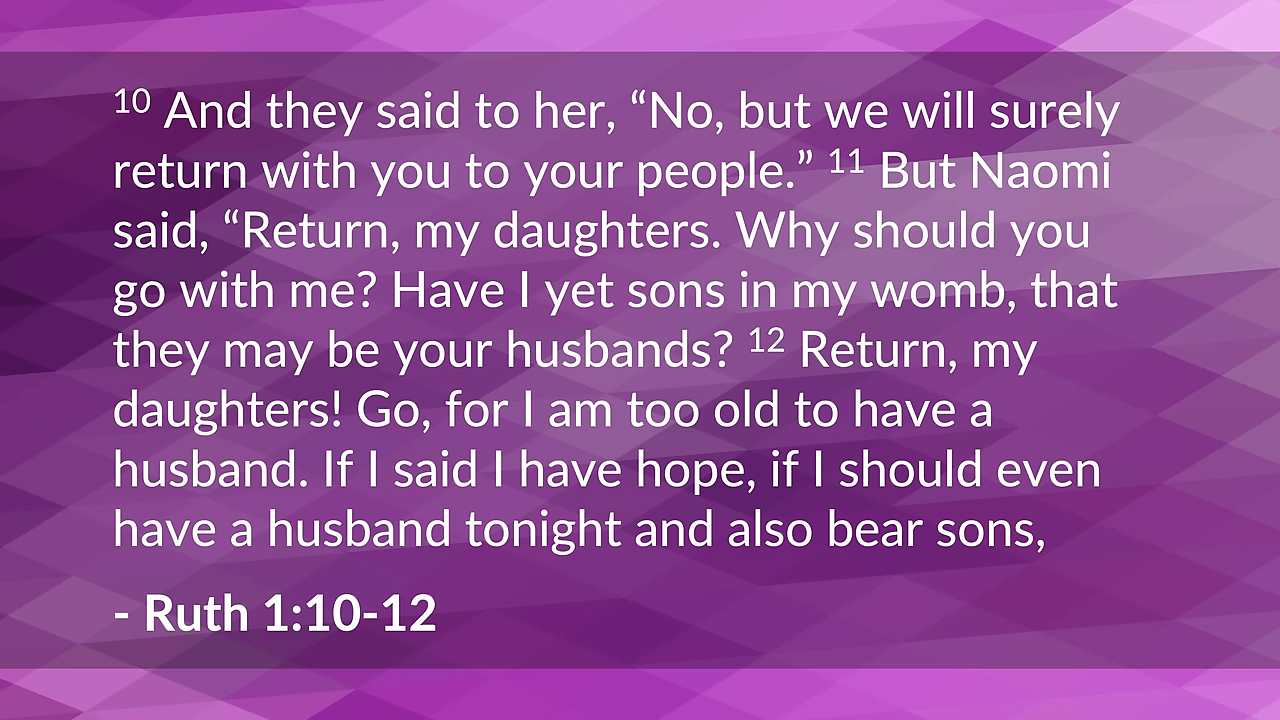 10 And they said to her, “No, but we will surely
return with you to your people.” 11 But Naomi
said, “Return, my daughters. Why should you
go with me? Have I yet sons in my womb, that
they may be your husbands? 12 Return, my
daughters! Go, for I am too old to have a
husband. If I said I have hope, if I should even
have a husband tonight and also bear sons,
- Ruth 1:10-12